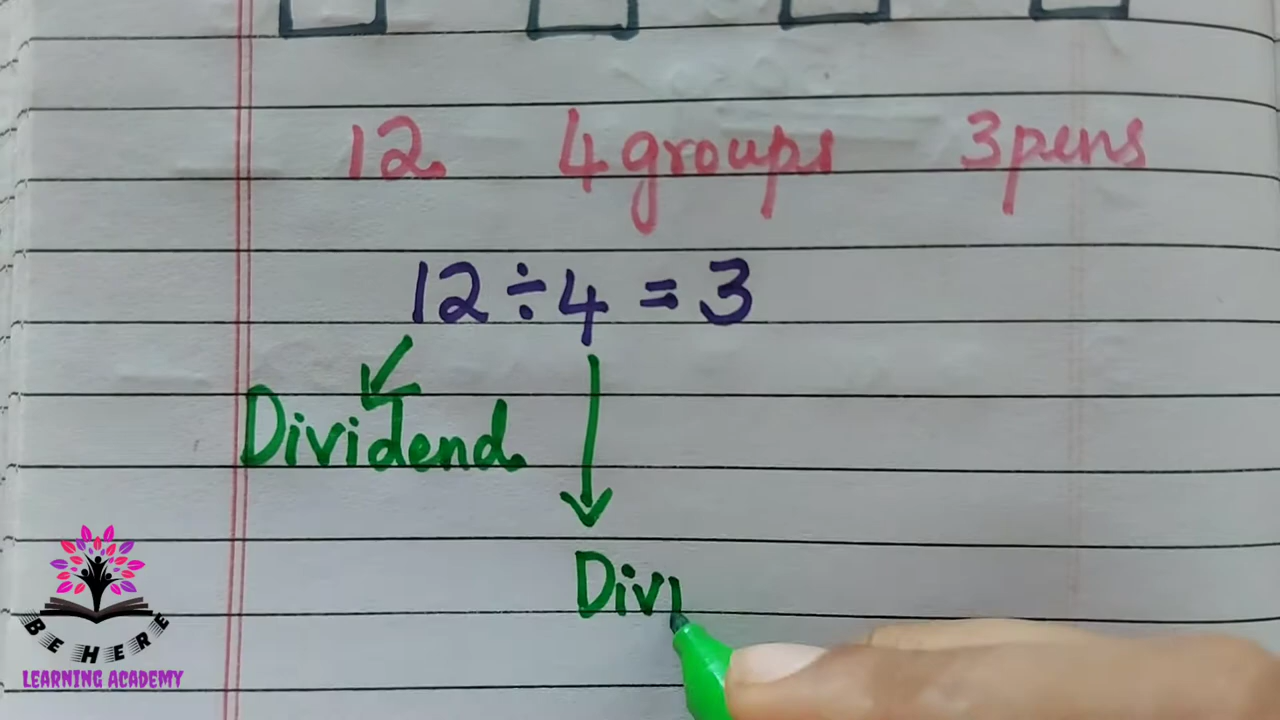 12 4 groups 3 pens
12 ÷ 4 = 3
Dividend
Divi
BE HERE
LEARNING ACADEMY